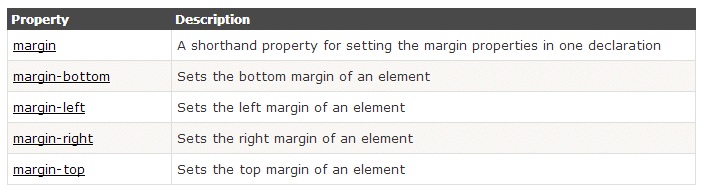 Property Description
margin A shorthand property for setting the margin properties in one declaration
margin-bottom Sets the bottom margin of an element
margin-left Sets the left margin of an element
margin-right Sets the right margin of an element
margin-top Sets the top margin of an element